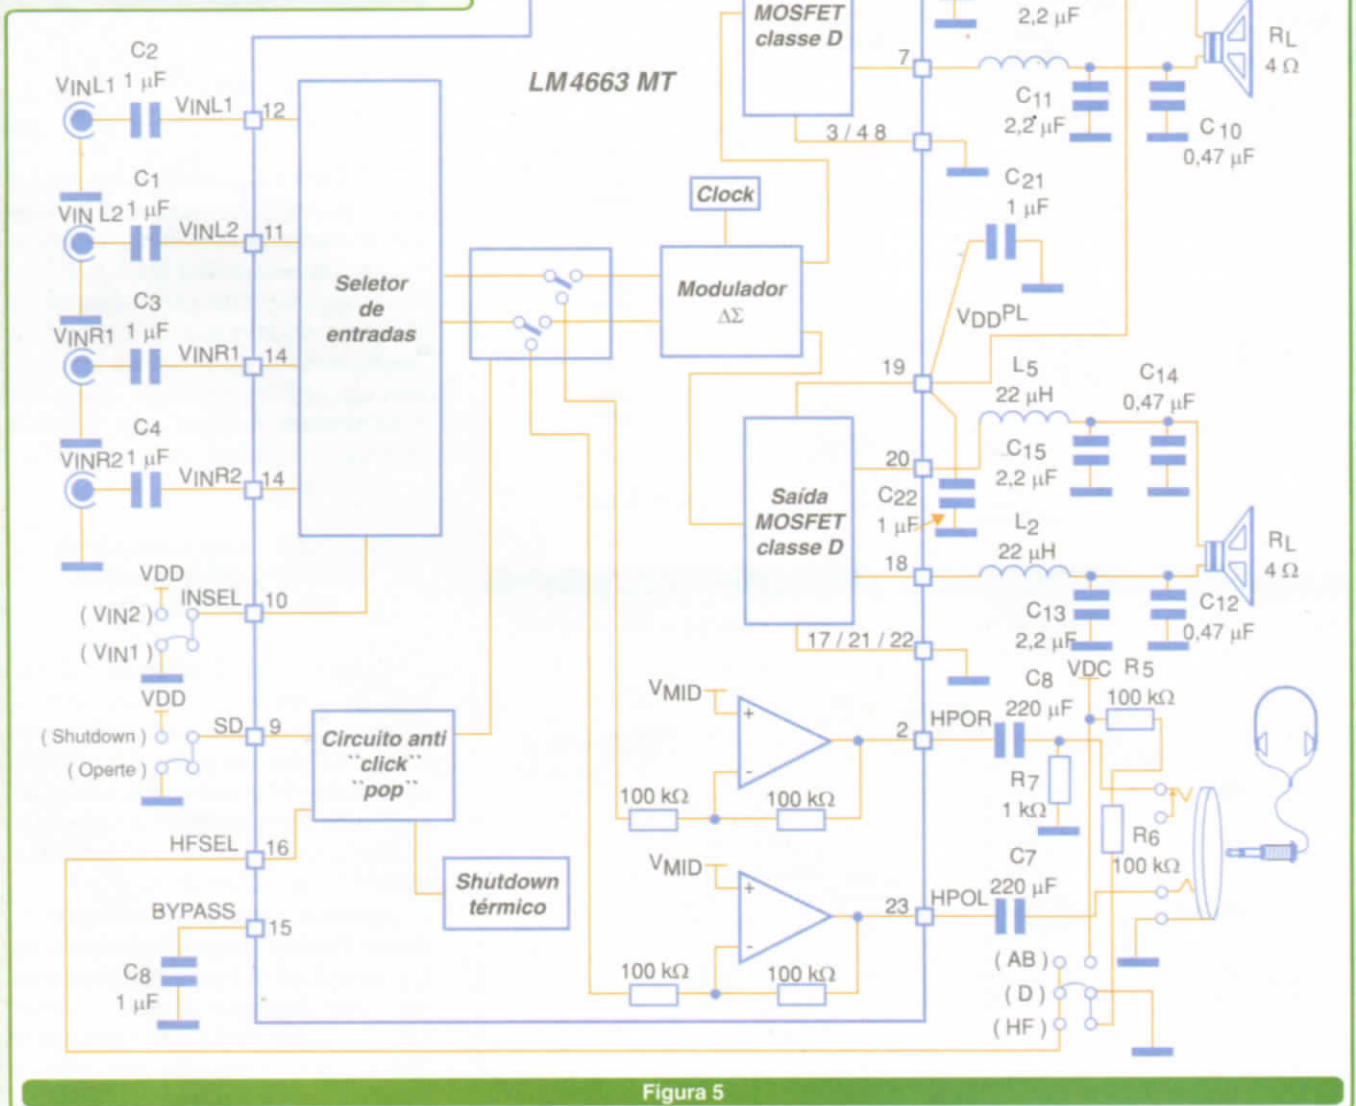 MOSFET
classe D
2,2 µF
RL
4 Ω
7
C11
2,2 µF
C10
0,47 µF
3 / 4 8
LM4663 MT
C2
1 µF
VINL1
VINL1
12
C1
1 µF
VIN L2
VINL2
11
C3
1 µF
VINR1
VINR1
14
C4
1 µF
VINR2
VINR2
14
Seletor
de
entradas
Clock
Modulador
ΔΣ
C21
1 µF
VDDPL
19
L5
22 µH
C14
0,47 µF
20
C15
2,2 µF
C22
1 µF
Saída
MOSFET
classe D
L2
22 µH
18
RL
4 Ω
C13
2,2 µF
C12
0,47 µF
17 / 21 / 22
VDD
( VIN2 )
INSEL
10
( VIN1 )
VDD
( Shutdown )
SD
9
( Operte )
Circuito anti
``click``
``pop``
HFSEL
16
BYPASS
15
C8
1 µF
Shutdown
térmico
VMID
+
-
100 kΩ
100 kΩ
2
HPOR
C8
220 µF
VDC
R5
100 kΩ
R7
1 kΩ
R6
100 kΩ
VMID
+
-
100 kΩ
100 kΩ
23
HPOL
C7
220 µF
( AB )
( D )
( HF )
Figura 5